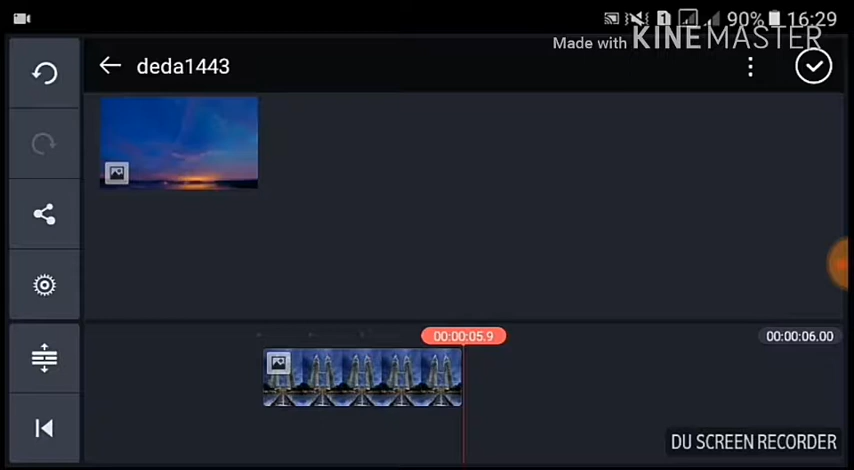 90% 16:29
Made with KINEMASTER
deda1443
00:00:05.9
00:00:06.00
DU SCREEN RECORDER